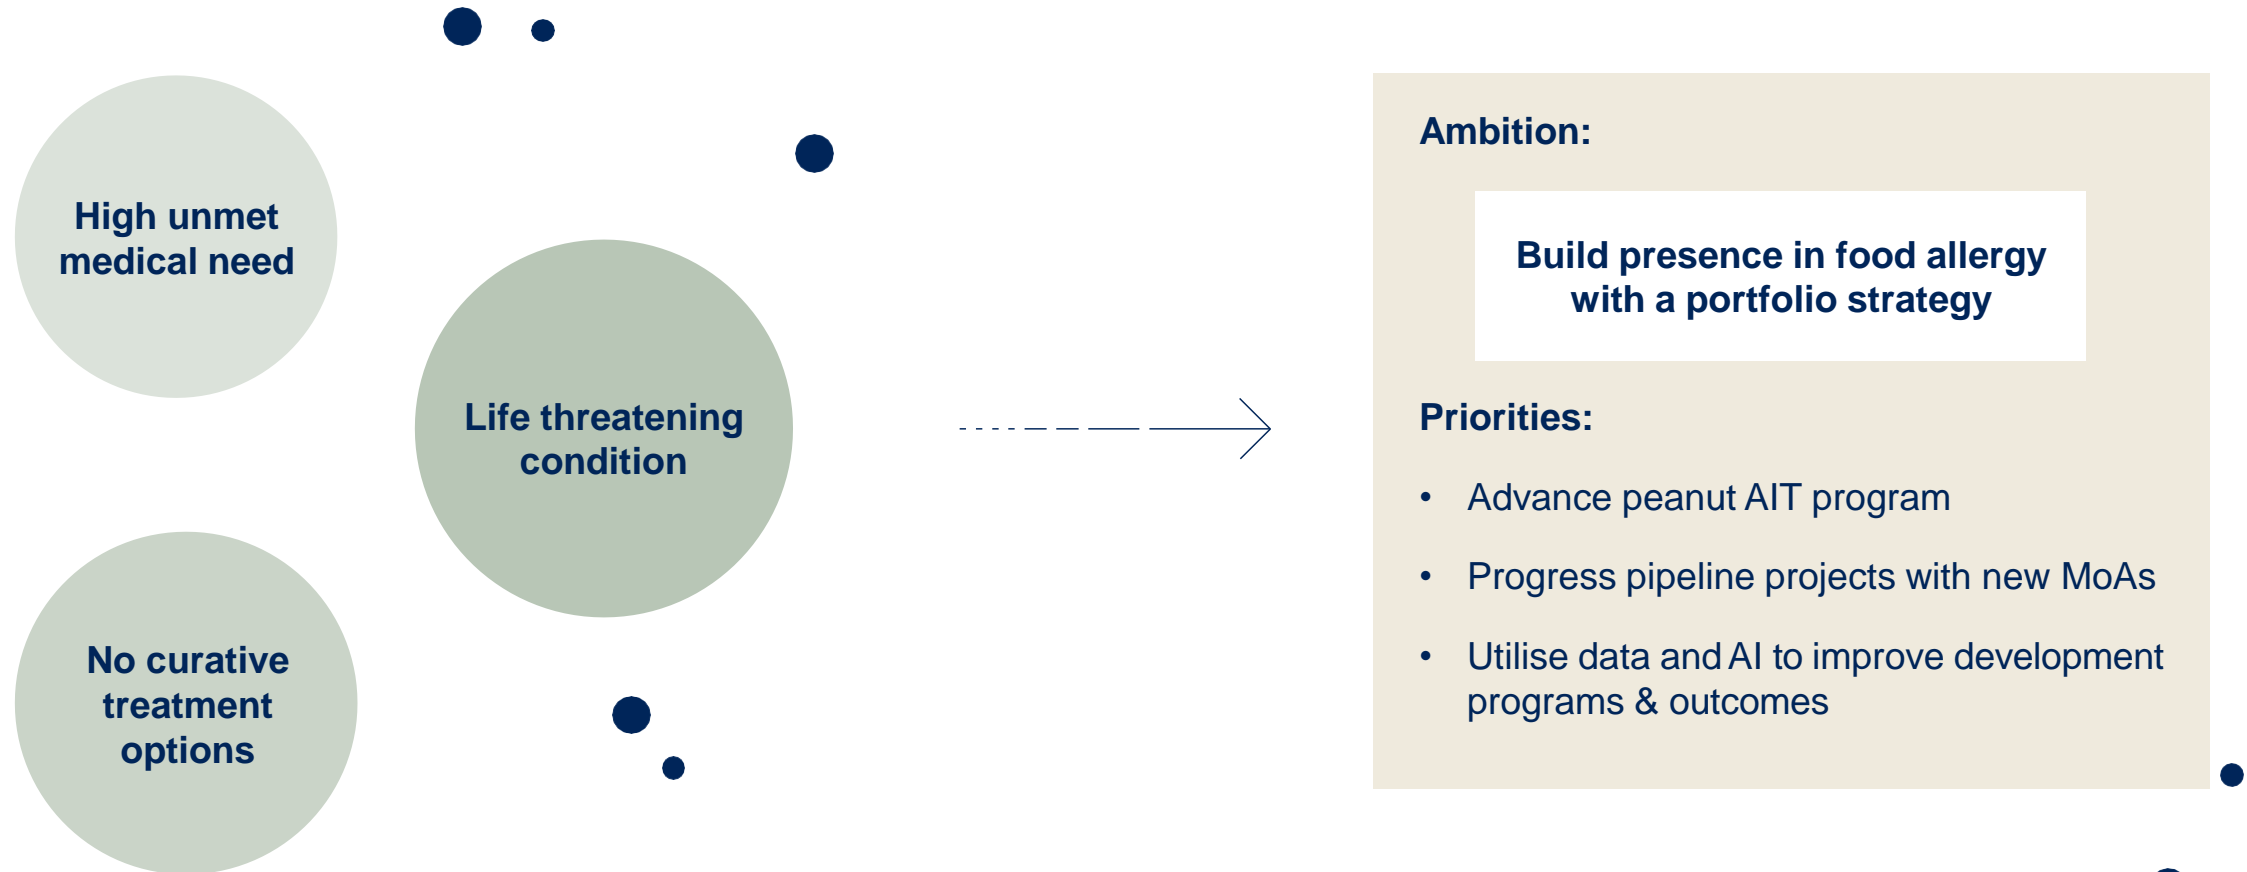 High unmet
medical need
Life threatening
condition
No curative
treatment
options
Ambition:
Build presence in food allergy
with a portfolio strategy
Priorities:
• Advance peanut AIT program
• Progress pipeline projects with new MoAs
• Utilise data and AI to improve development
programs & outcomes